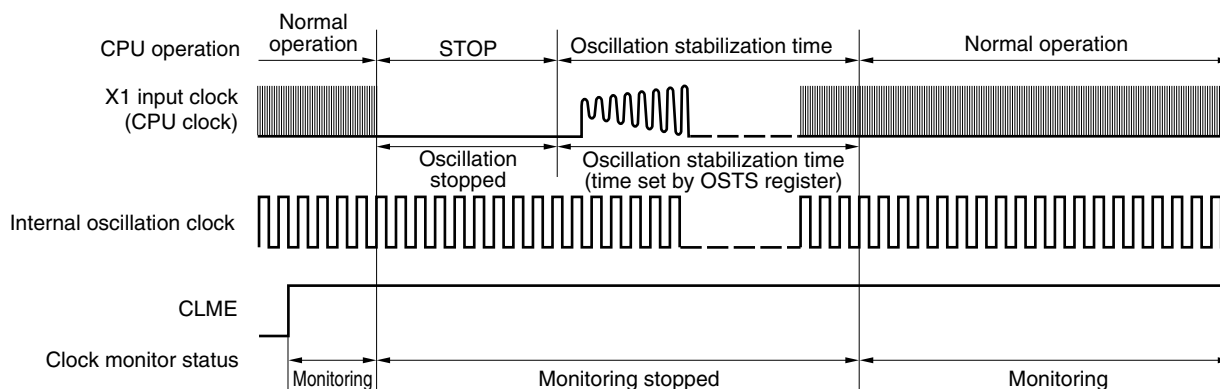 Normal
operation
CPU operation
STOP
Oscillation stabilization time
Normal operation
X1 input clock
(CPU clock)
Oscillation
stopped
Oscillation stabilization time
(time set by OSTS register)
Internal oscillation clock
CLME
Clock monitor status
Monitoring
Monitoring stopped
Monitoring